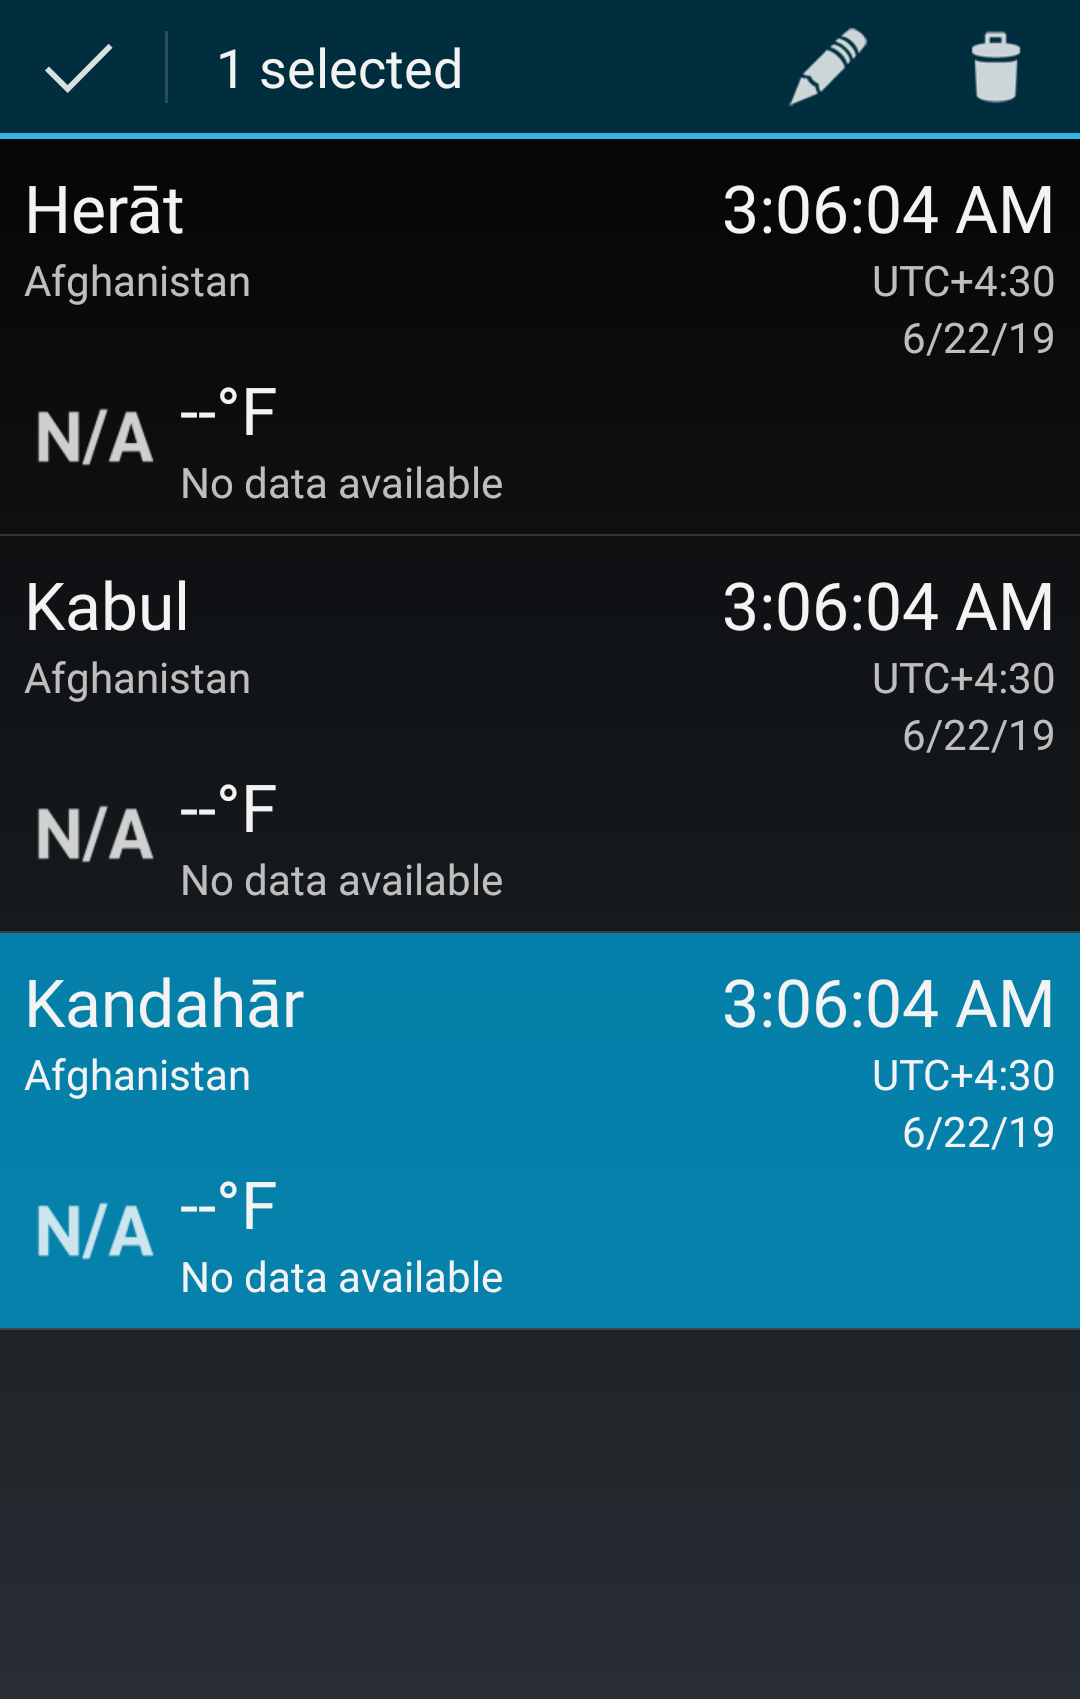 1 selected
Herāt 3:06:04 AM
Afghanistan UTC+4:30
6/22/19
N/A --°F
No data available
Kabul 3:06:04 AM
Afghanistan UTC+4:30
6/22/19
N/A --°F
No data available
Kandahār 3:06:04 AM
Afghanistan UTC+4:30
6/22/19
N/A --°F
No data available